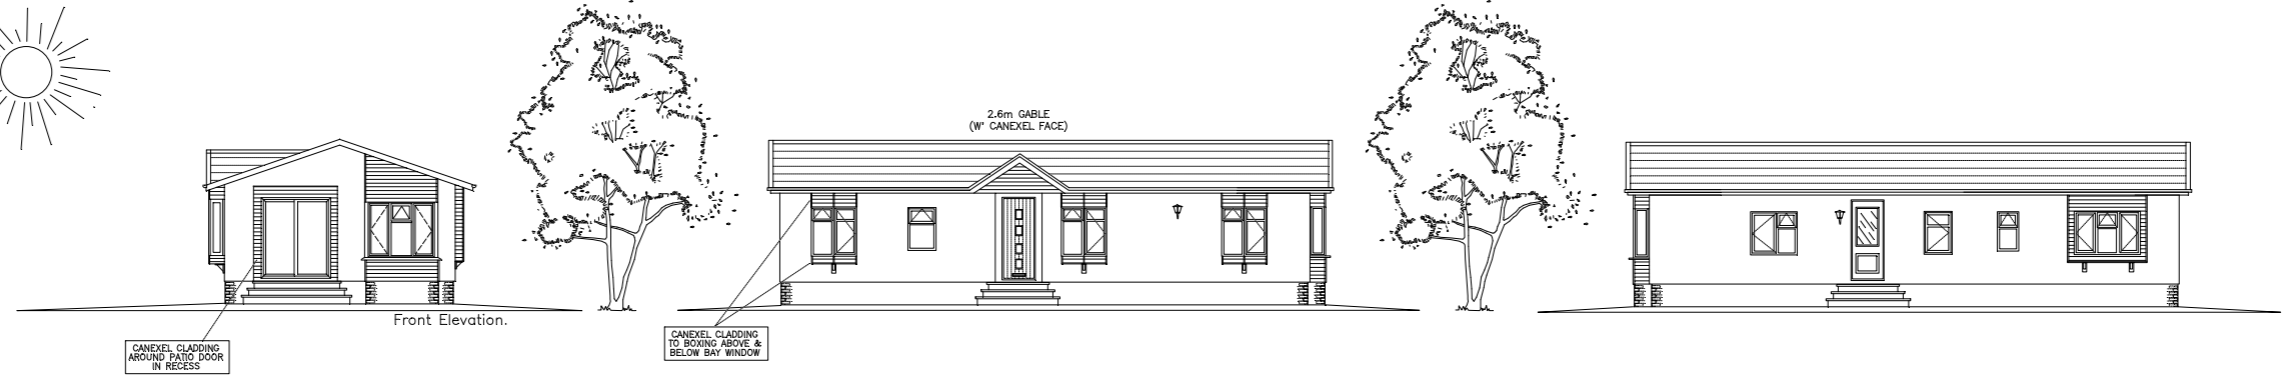 2.6m GABLE
(W' CANEXEL FACE)
Front Elevation.
CANEXEL CLADDING
AROUND PATIO DOOR
IN RECESS
CANEXEL CLADDING
TO BOXING ABOVE &
BELOW BAY WINDOW